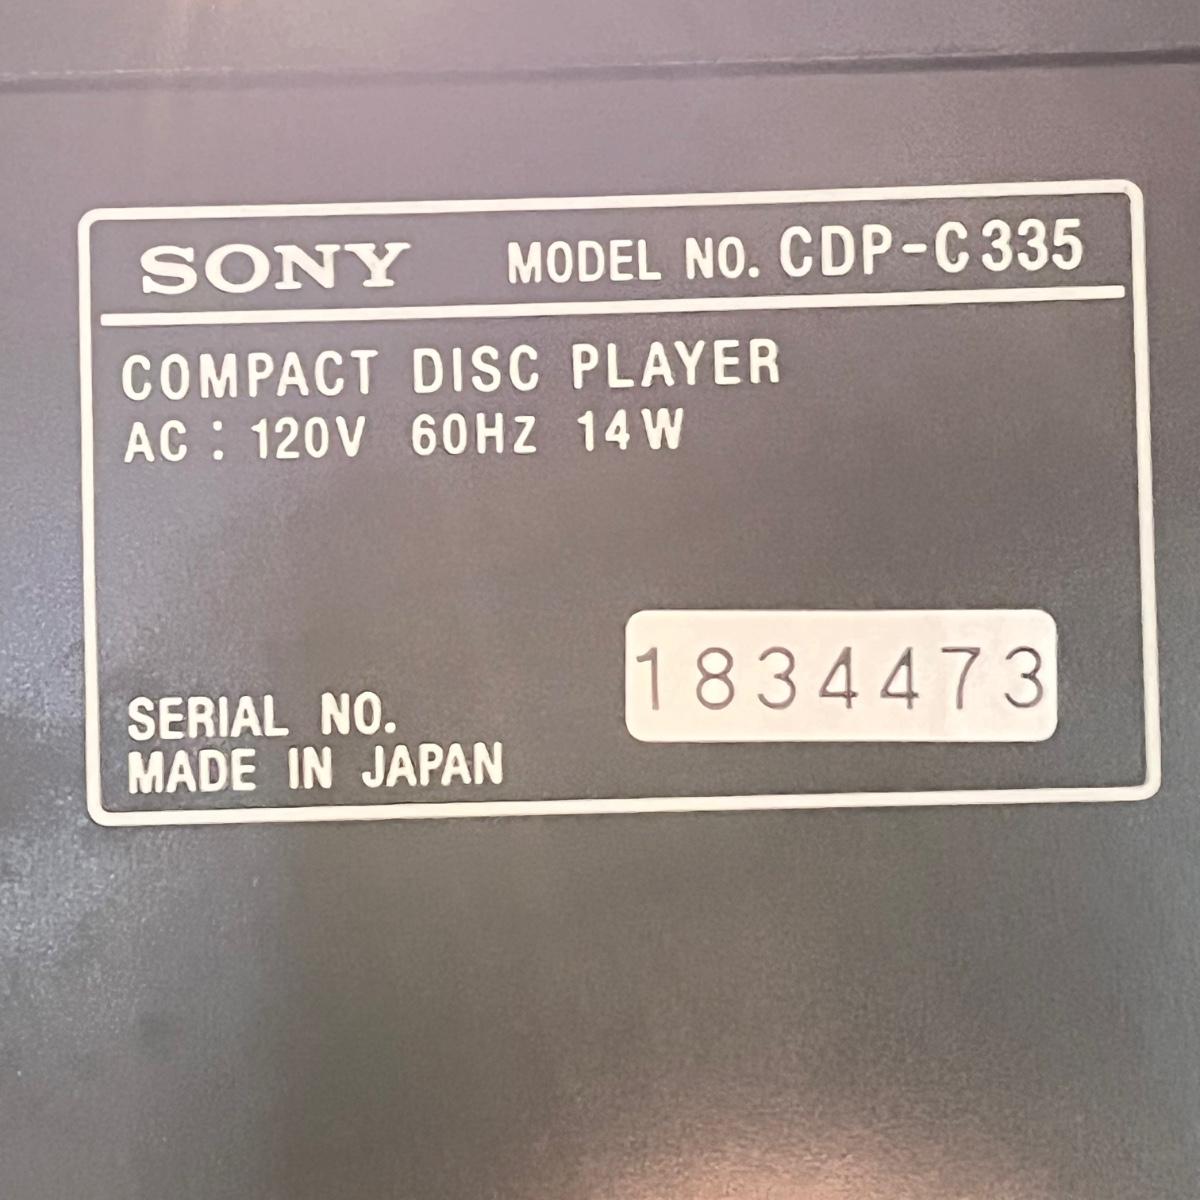 SONY MODEL NO. CDP-C335
COMPACT DISC PLAYER
AC: 120V 60Hz 14W
1834473
SERIAL NO.
MADE IN JAPAN